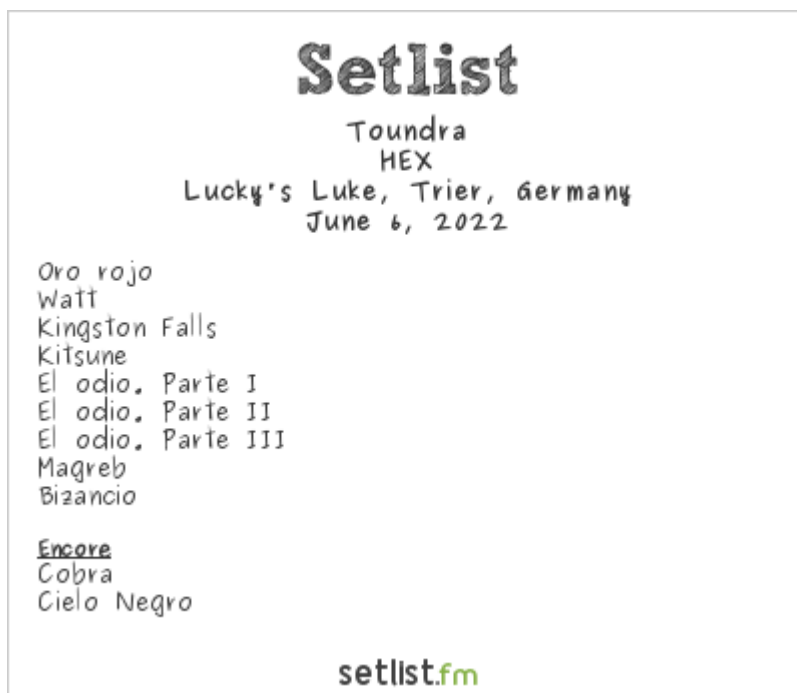 Setlist
Toundra
HEX
Lucky's Luke, Trier, Germany
June 6, 2022
Oro rojo
Watt
Kingston Falls
Kitsune
El odio. Parte I
El odio. Parte II
El odio. Parte III
Magreb
Bizancio
Encore
Cobra
Cielo Negro
setlist.fm